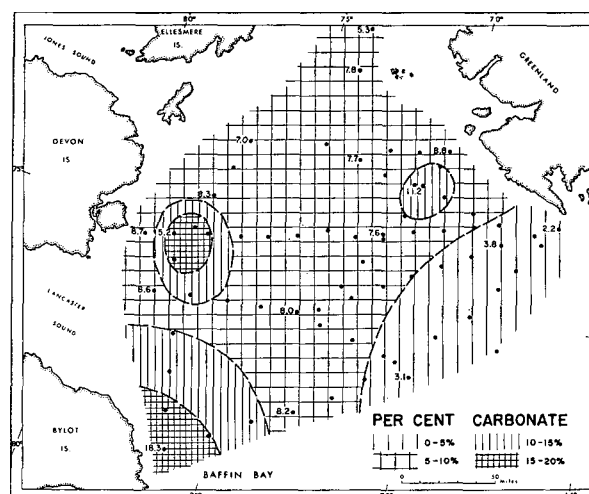 80°
75°
70°
ELLESMERE
IS.
JONES SOUND
GREENLAND
5.3
7.8
DEVON
IS.
7.0
8.8
7.7
75°
11.2
8.3
8.7
15.2
7.6
3.8
2.2
8.6
LANCASTER
SOUND
8.0
3.1
8.2
PER CENT CARBONATE
0-5% 10-15%
5-10% 15-20%
BYLOT
IS.
18.3
80°
BAFFIN BAY
0 50
MILES